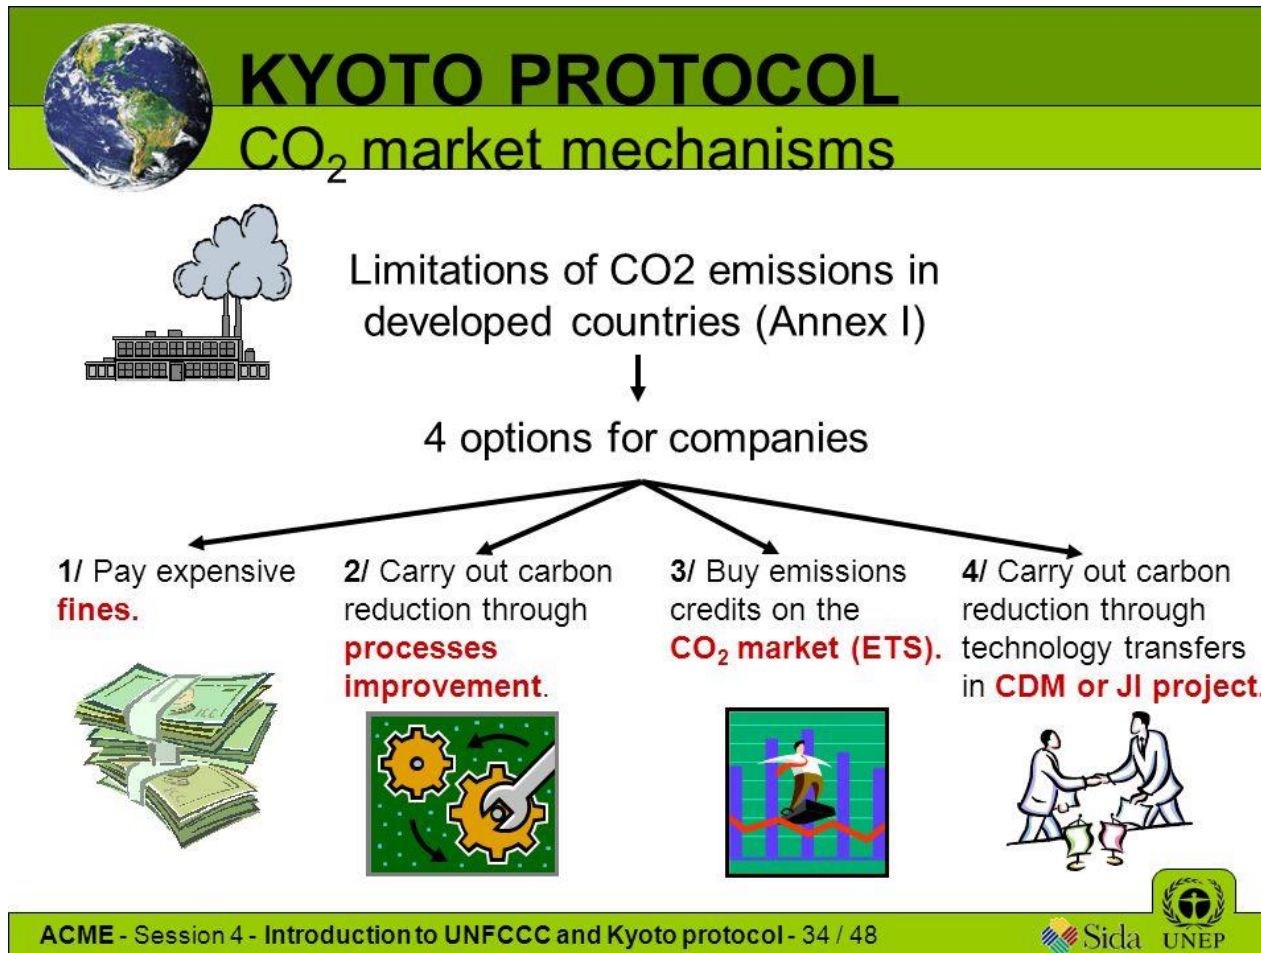 KYOTO PROTOCOL
CO₂ market mechanisms
Limitations of CO2 emissions in
developed countries (Annex I)
4 options for companies
1/ Pay expensive
fines.
2/ Carry out carbon
reduction through
processes
improvement.
3/ Buy emissions
credits on the
CO₂ market (ETS).
4/ Carry out carbon
reduction through
technology transfers
in CDM or JI project.
ACME - Session 4 - Introduction to UNFCCC and Kyoto protocol - 34 / 48
Sida
UNEP